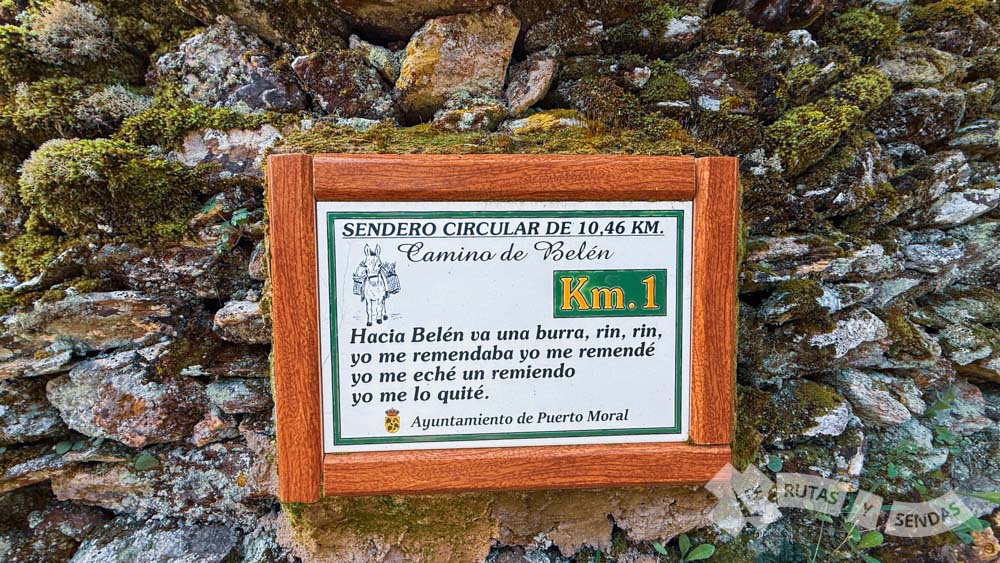 SENDERO CIRCULAR DE 10,46 KM.
Camino de Belén
Km. 1
Hacia Belén va una burra, rin, rin,
yo me remendaba yo me remendé
yo me eché un remiendo
yo me lo quité.
Ayuntamiento de Puerto Moral
RUTAS Y SENDAS